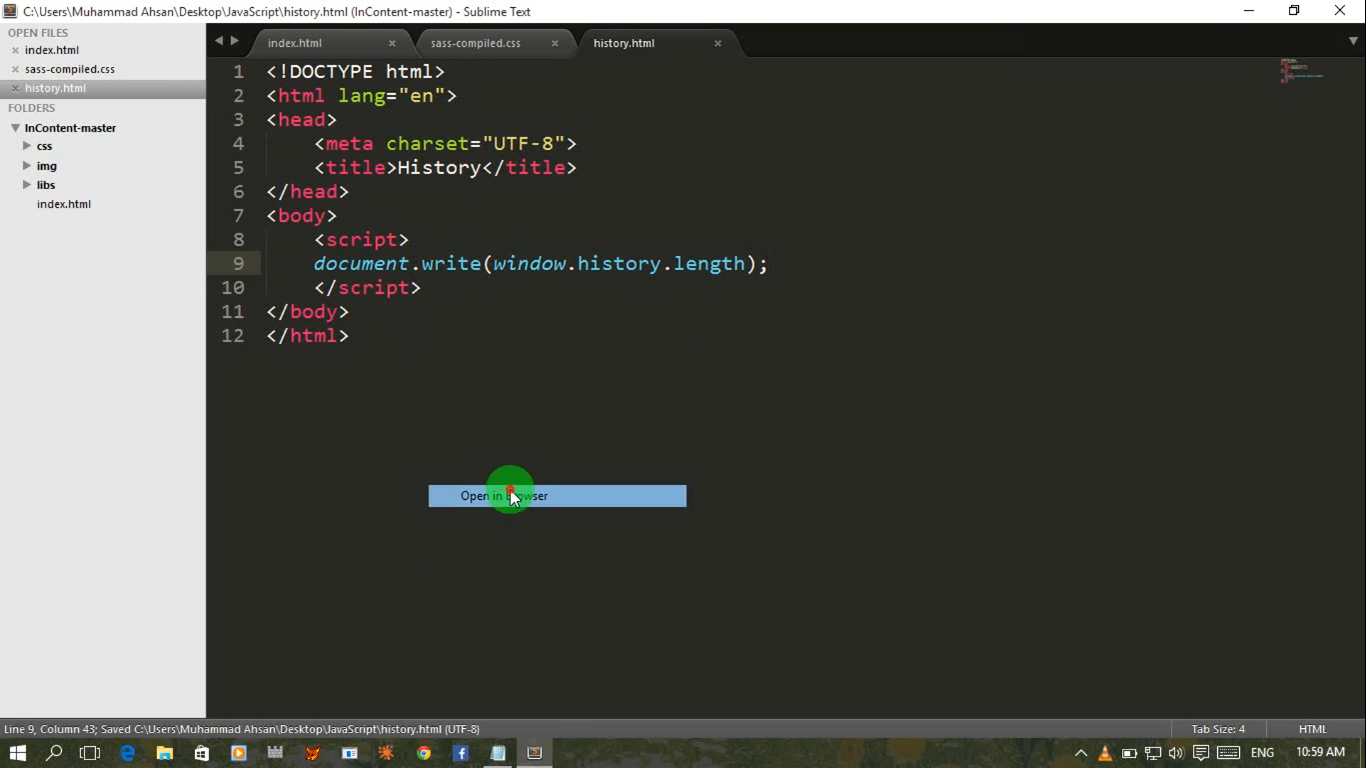 C:\Users\Muhammad Ahsan\Desktop\JavaScript\history.html (InContent-master) - Sublime Text
OPEN FILES
index.html
sass-compiled.css
history.html
FOLDERS
InContent-master
css
img
libs
index.html
index.html
sass-compiled.css
history.html
1 <!DOCTYPE html>
2 <html lang="en">
3 <head>
4 <meta charset="UTF-8">
5 <title>History</title>
6 </head>
7 <body>
8 <script>
9 document.write(window.history.length);
10 </script>
11 </body>
12 </html>
Open in Browser
Line 9, Column 43; Saved C:\Users\Muhammad Ahsan\Desktop\JavaScript\history.html (UTF-8)
Tab Size: 4
HTML
ENG
10:59 AM